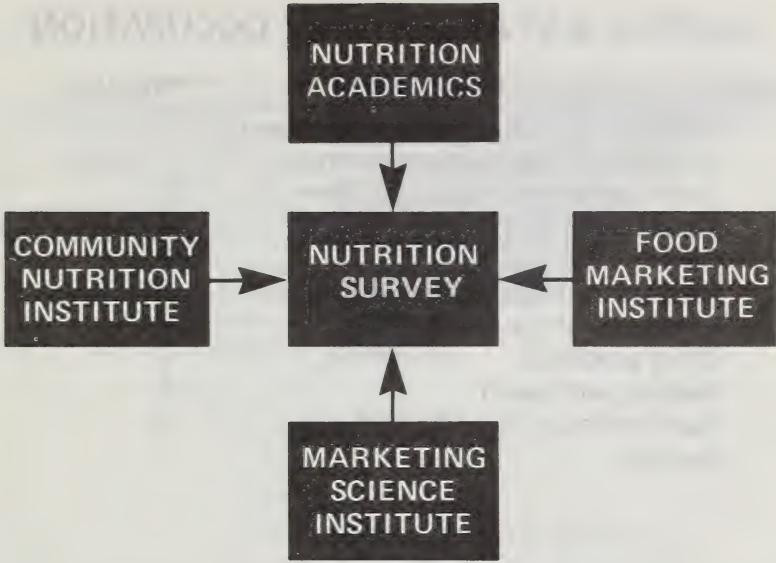 NUTRITION
ACADEMICS
COMMUNITY
NUTRITION
INSTITUTE
NUTRITION
SURVEY
FOOD
MARKETING
INSTITUTE
MARKETING
SCIENCE
INSTITUTE